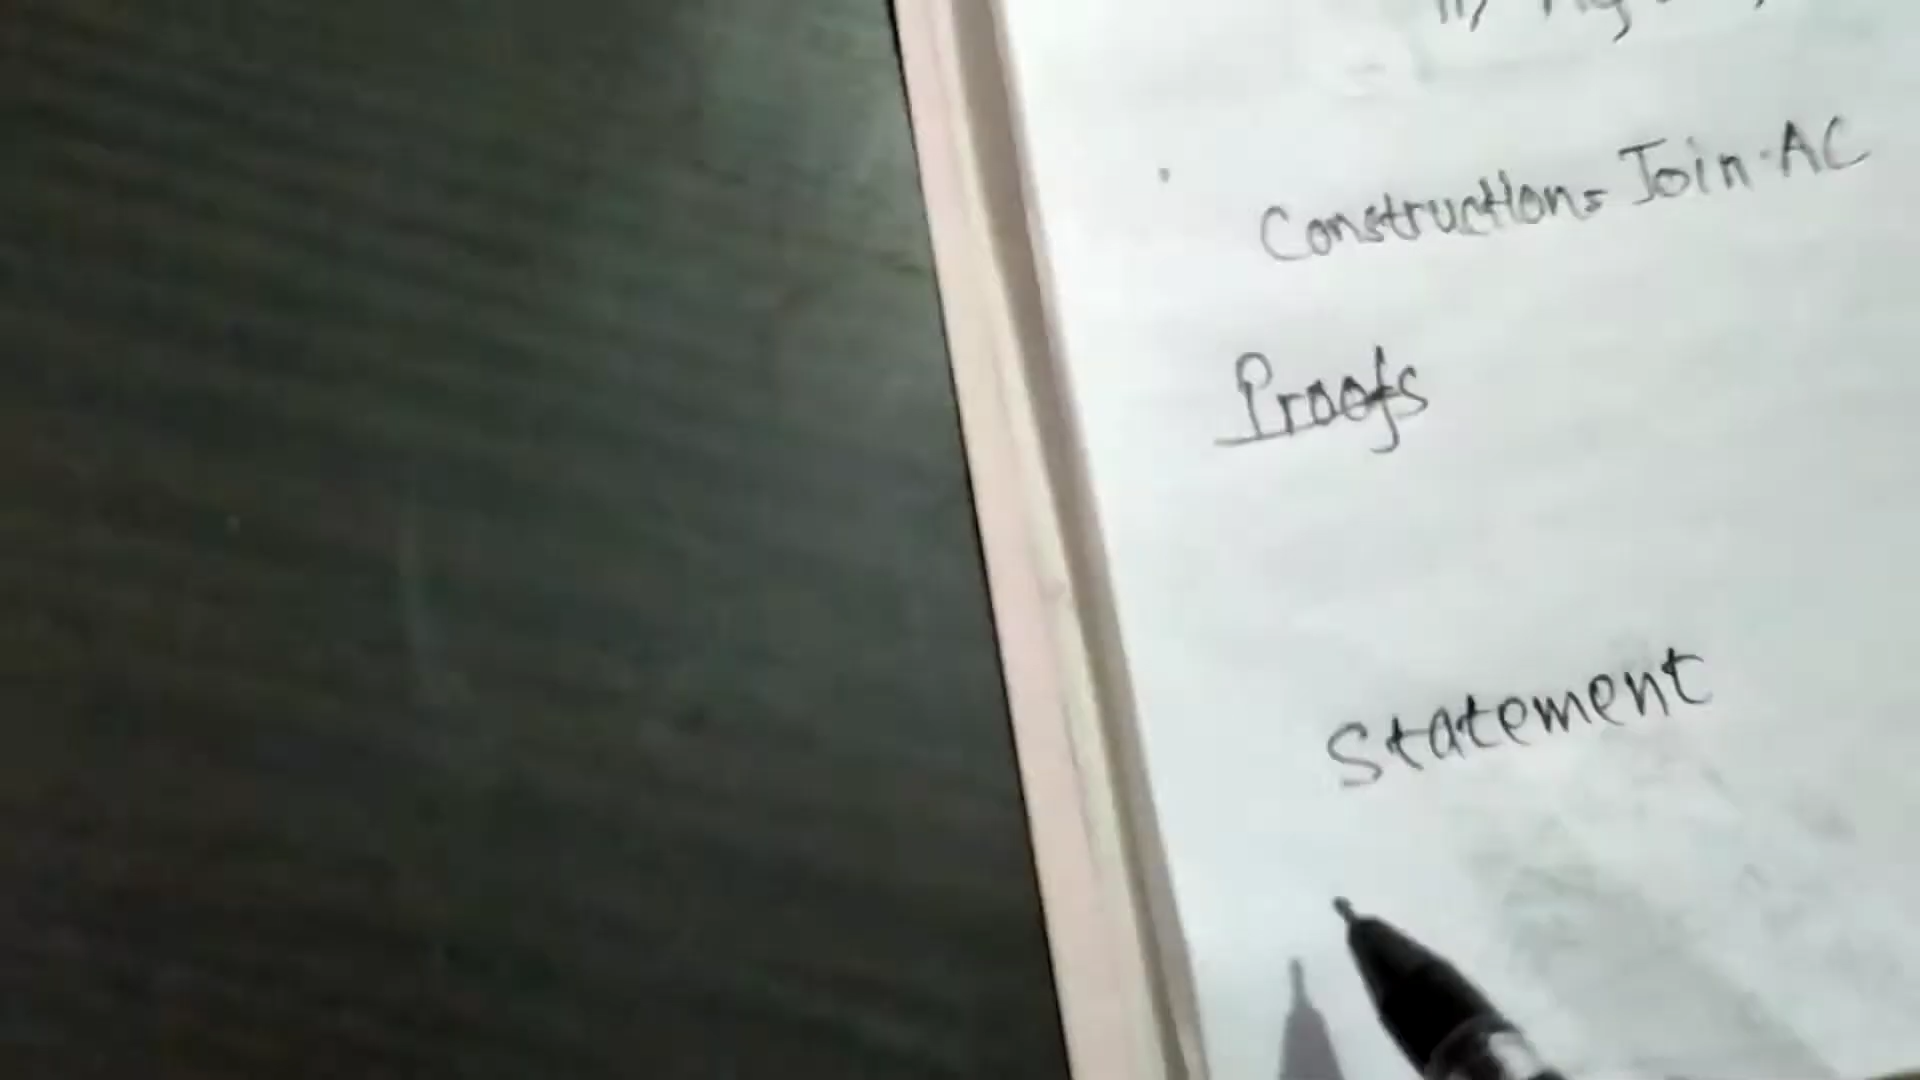 Construction= Join AC
Proofs
Statement